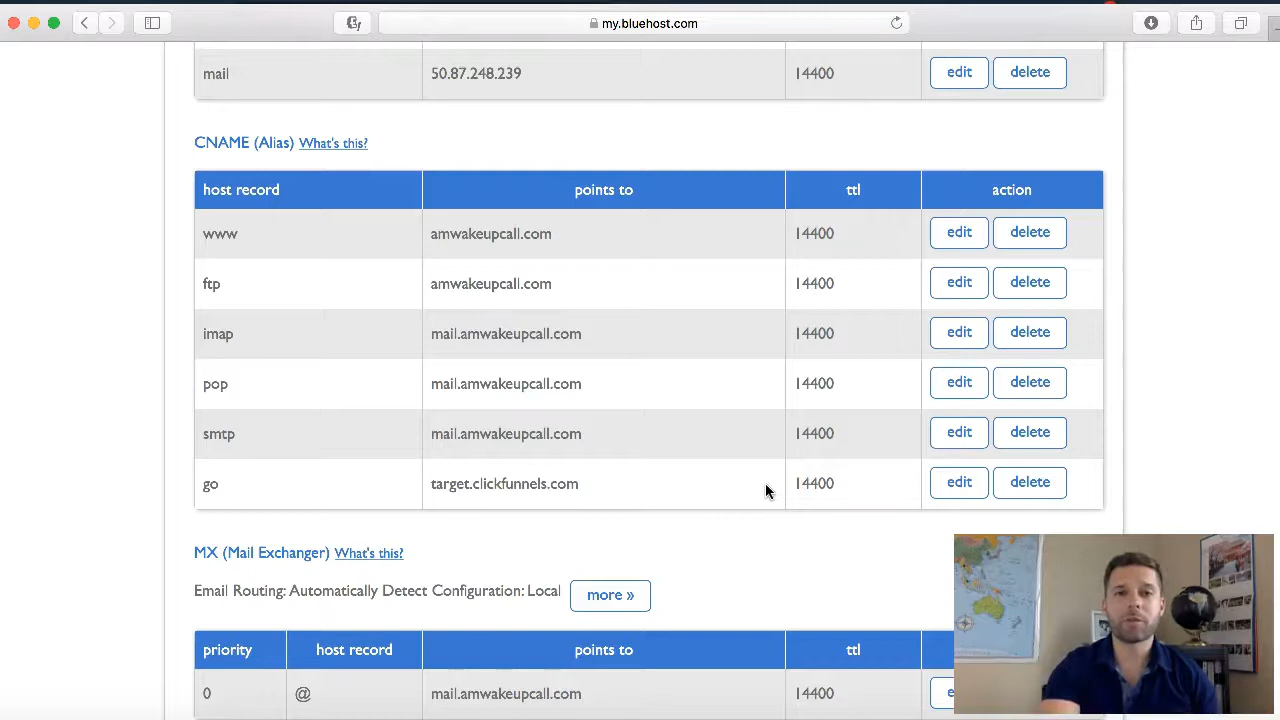 my.bluehost.com
mail 50.87.248.239 14400 edit delete
CNAME (Alias) What's this?
host record points to ttl action
www amwakeupcall.com 14400 edit delete
ftp amwakeupcall.com 14400 edit delete
imap mail.amwakeupcall.com 14400 edit delete
pop mail.amwakeupcall.com 14400 edit delete
smtp mail.amwakeupcall.com 14400 edit delete
go target.clickfunnels.com 14400 edit delete
MX (Mail Exchanger) What's this?
Email Routing: Automatically Detect Configuration: Local more »
priority host record points to ttl
0 @ mail.amwakeupcall.com 14400